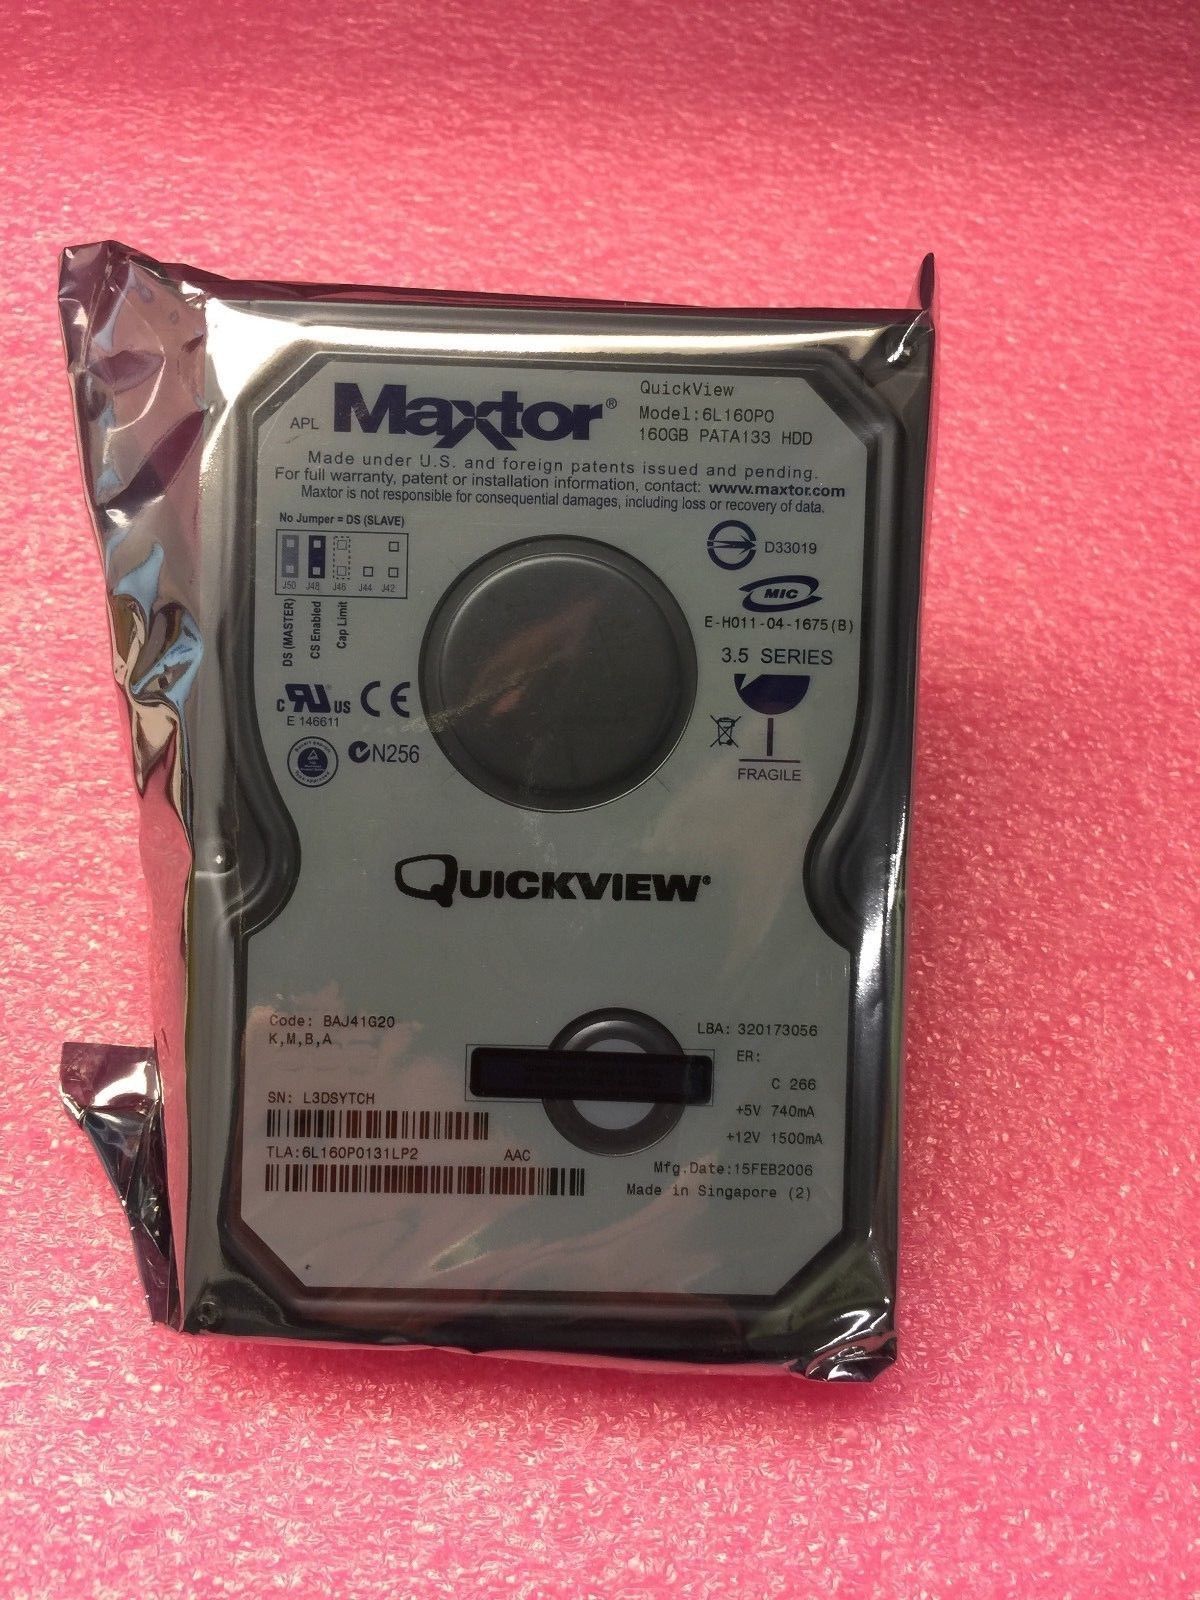 QuickView
APL Maxtor®
Model:6L160P0
160GB PATA133 HDD
Made under U.S. and foreign patents issued and pending.
For full warranty, patent or installation information, contact: www.maxtor.com
Maxtor is not responsible for consequential damages, including loss or recovery of data.
No Jumper = DS (SLAVE)
J50 J48 J46 J44 J42
DS (MASTER)
CS Enabled
Cap Limit
D33019
MIC
E-H011-04-1675(B)
3.5 SERIES
C RU US CE
E 146611
N256
FRAGILE
QUICKVIEW®
Code: BAJ41G20
K,M,B,A
LBA: 320173056
ER:
C 266
SN: L3DSYTCH
+5V 740mA
+12V 1500mA
TLA:6L160P0131LP2 AAC
Mfg.Date:15FEB2006
Made in Singapore (2)